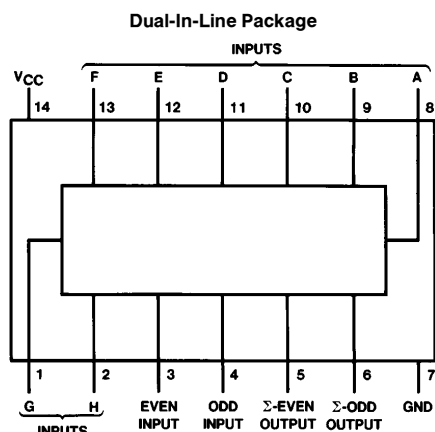 Dual-In-Line Package
INPUTS
VCC F E D C B A
14 13 12 11 10 9 8
1 2 3 4 5 6 7
G H EVEN INPUT ODD INPUT Σ-EVEN OUTPUT Σ-ODD OUTPUT GND
INPUTS